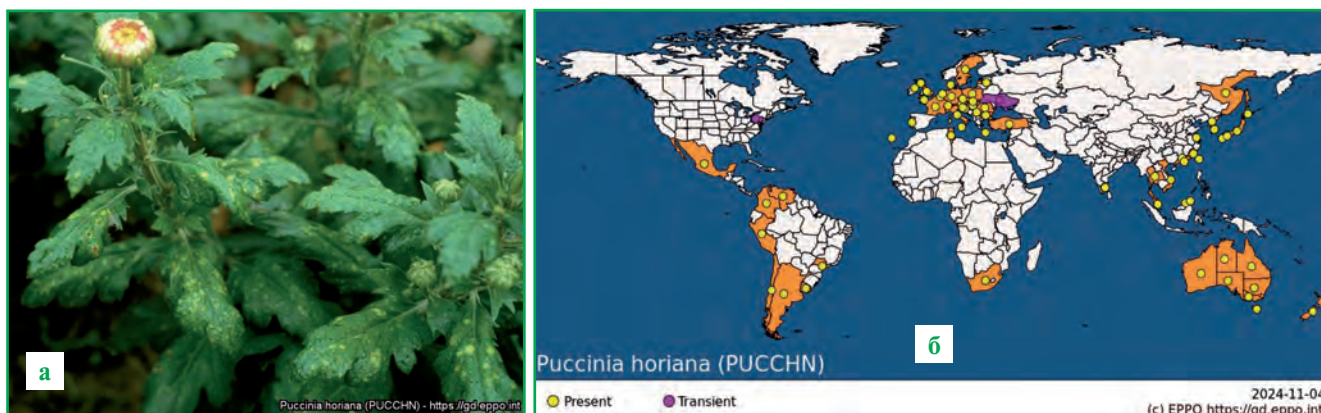 а
Puccinia horiana (PUCCHN) - https://gd.eppo.int
б
Puccinia horiana (PUCCHN)
Present
Transient
2024-11-04
(c) EPPO https://gd.eppo.int